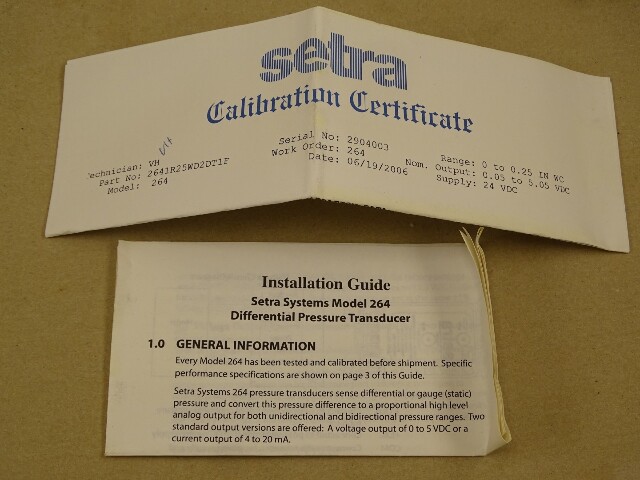 setra
Calibration Certificate
Technician: VH
Part No: 2641R25WD2DT1F
Model: 264
Serial No: 2904003
Work Order: 264
Date: 06/19/2006
Range: 0 to 0.25 IN WC
Nom. Output: 0.05 to 5.05 VDC
Supply: 24 VDC
Installation Guide
Setra Systems Model 264
Differential Pressure Transducer
1.0 GENERAL INFORMATION
Every Model 264 has been tested and calibrated before shipment. Specific
performance specifications are shown on page 3 of this Guide.
Setra Systems 264 pressure transducers sense differential or gauge (static)
pressure and convert this pressure difference to a proportional high level
analog output for both unidirectional and bidirectional pressure ranges. Two
standard output versions are offered: A voltage output of 0 to 5 VDC or a
current output of 4 to 20 mA.